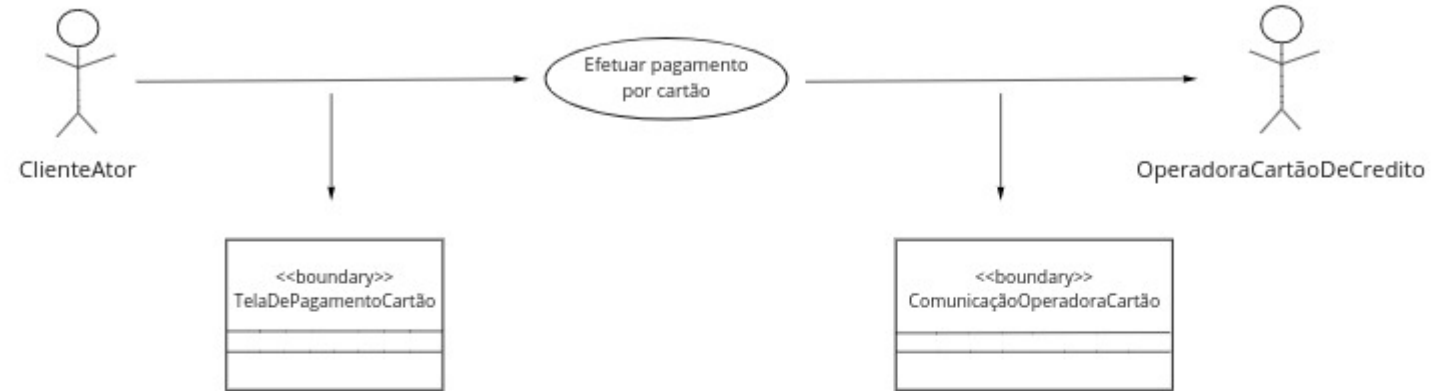 Efetuar pagamento
por cartão
ClienteAtor
OperadoraCartãoDeCredito
<<boundary>>
TelaDePagamentoCartão
<<boundary>>
ComunicaçãoOperadoraCartão